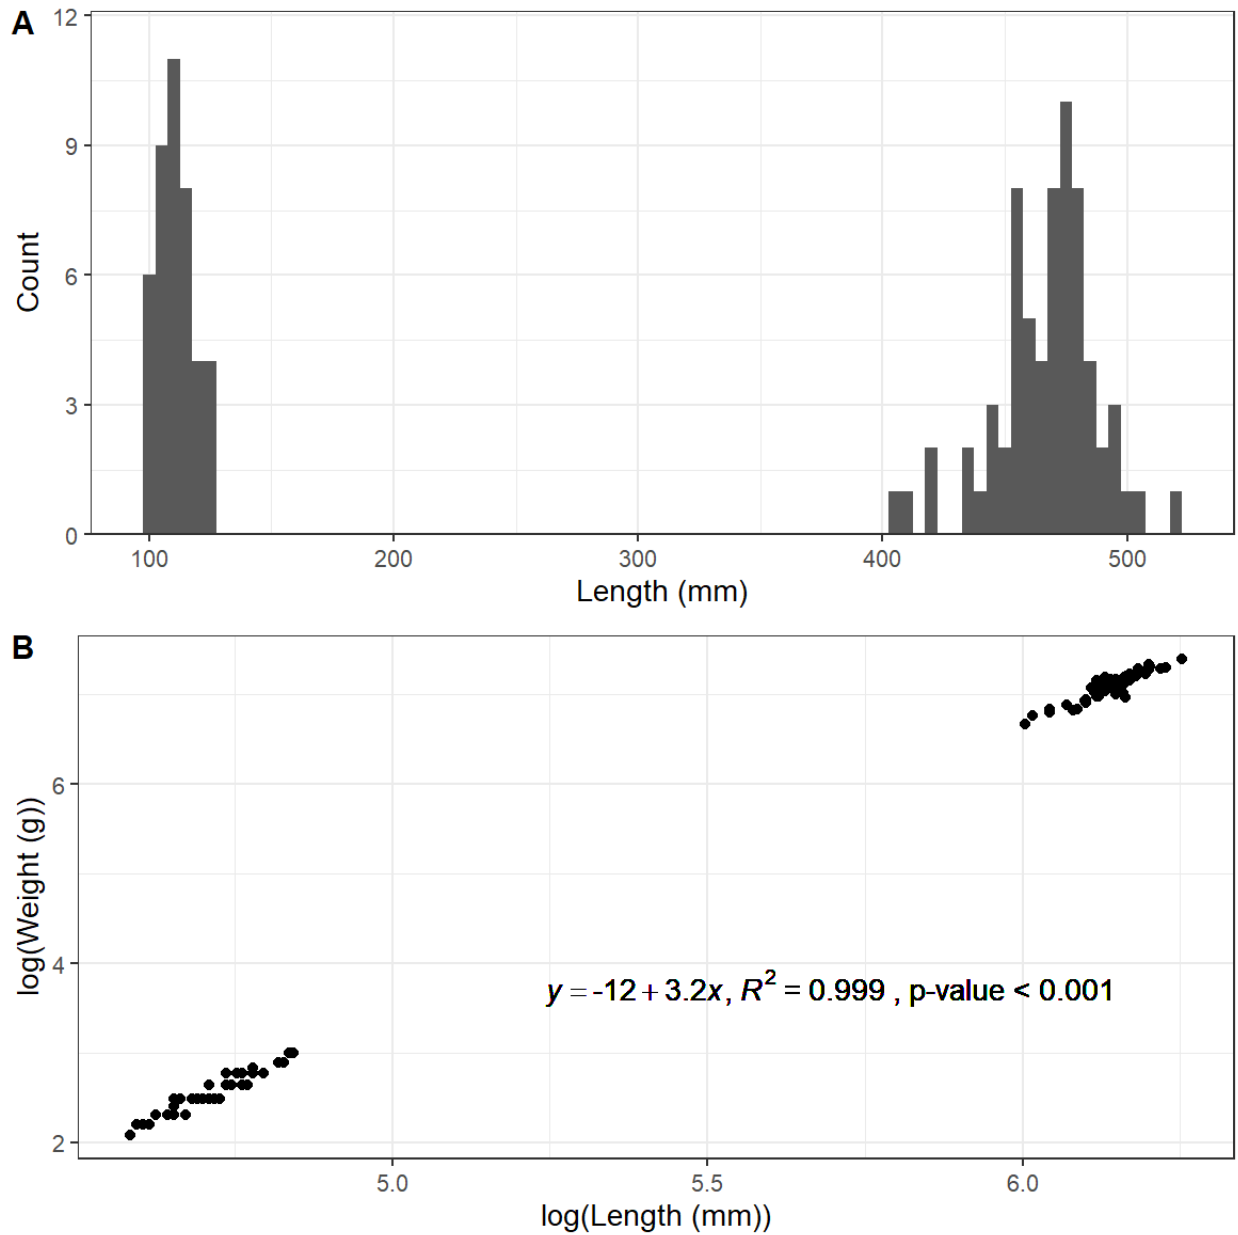 A
12
9
6
3
0
Count
100 200 300 400 500
Length (mm)
B
6
4
2
log(Weight (g))
y = -12 + 3.2x, R² = 0.999 , p-value < 0.001
5.0 5.5 6.0
log(Length (mm))